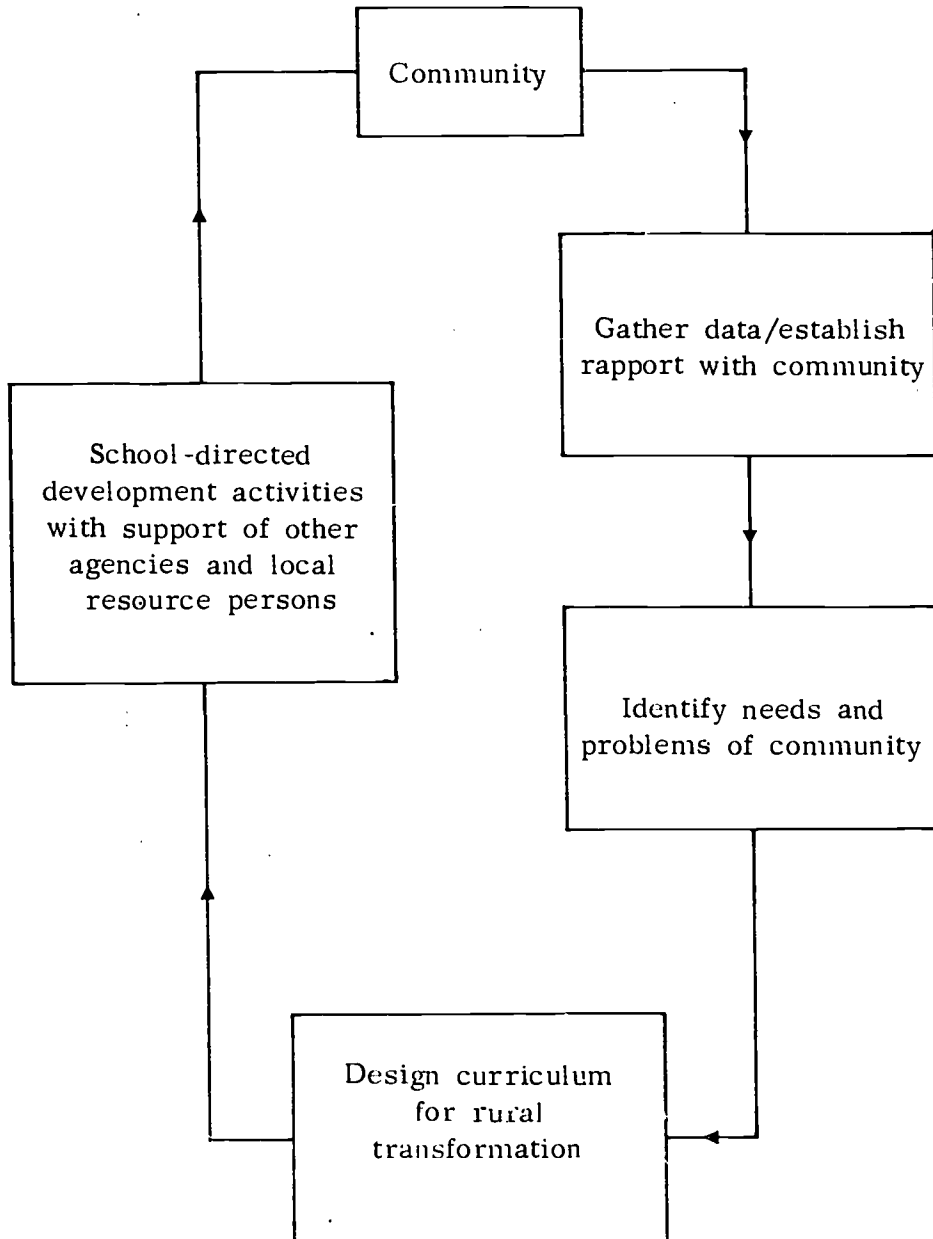 Community
Gather data/establish
rapport with community
School-directed
development activities
with support of other
agencies and local
resource persons
Identify needs and
problems of community
Design curriculum
for rural
transformation